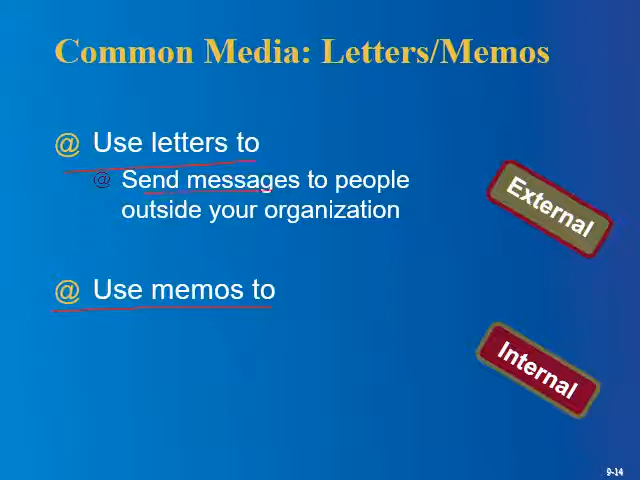 Common Media: Letters/Memos
@ Use letters to
@ Send messages to people
outside your organization
External
@ Use memos to
Internal
9-14